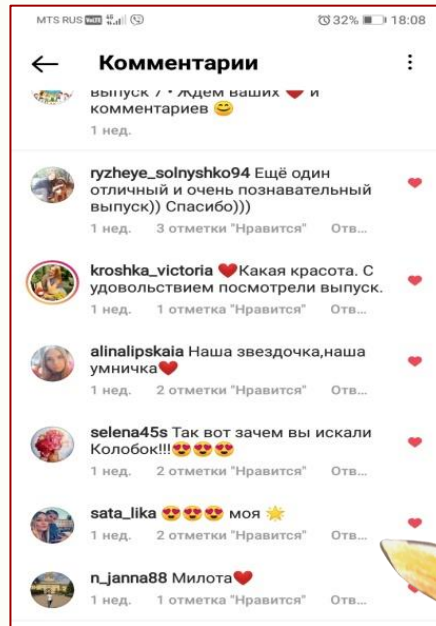 MTS RUS VoLTE 4G 32% 18:08
← Комментарии
выпуск 7 • Ждем ваших ❤️ и
комментариев 😊
1 нед.
ryzheye_solnyshko94 Ещё один
отличный и очень познавательный
выпуск)) Спасибо)))
1 нед. 3 отметки "Нравится" Отв...
kroshka_victoria ❤️Какая красота. С
удовольствием посмотрели выпуск.
1 нед. 1 отметка "Нравится" Отв...
alinalipskaia Наша звездочка,наша
умничка❤️
1 нед. 2 отметки "Нравится" Отв...
selena45s Так вот зачем вы искали
Колобок!!!😍😍😍
1 нед. 2 отметки "Нравится" Отв...
sata_lika 😍😍😍 моя 🌟
1 нед. 2 отметки "Нравится" Отв...
n_janna88 Милота❤️
1 нед. 1 отметка "Нравится" Отв...